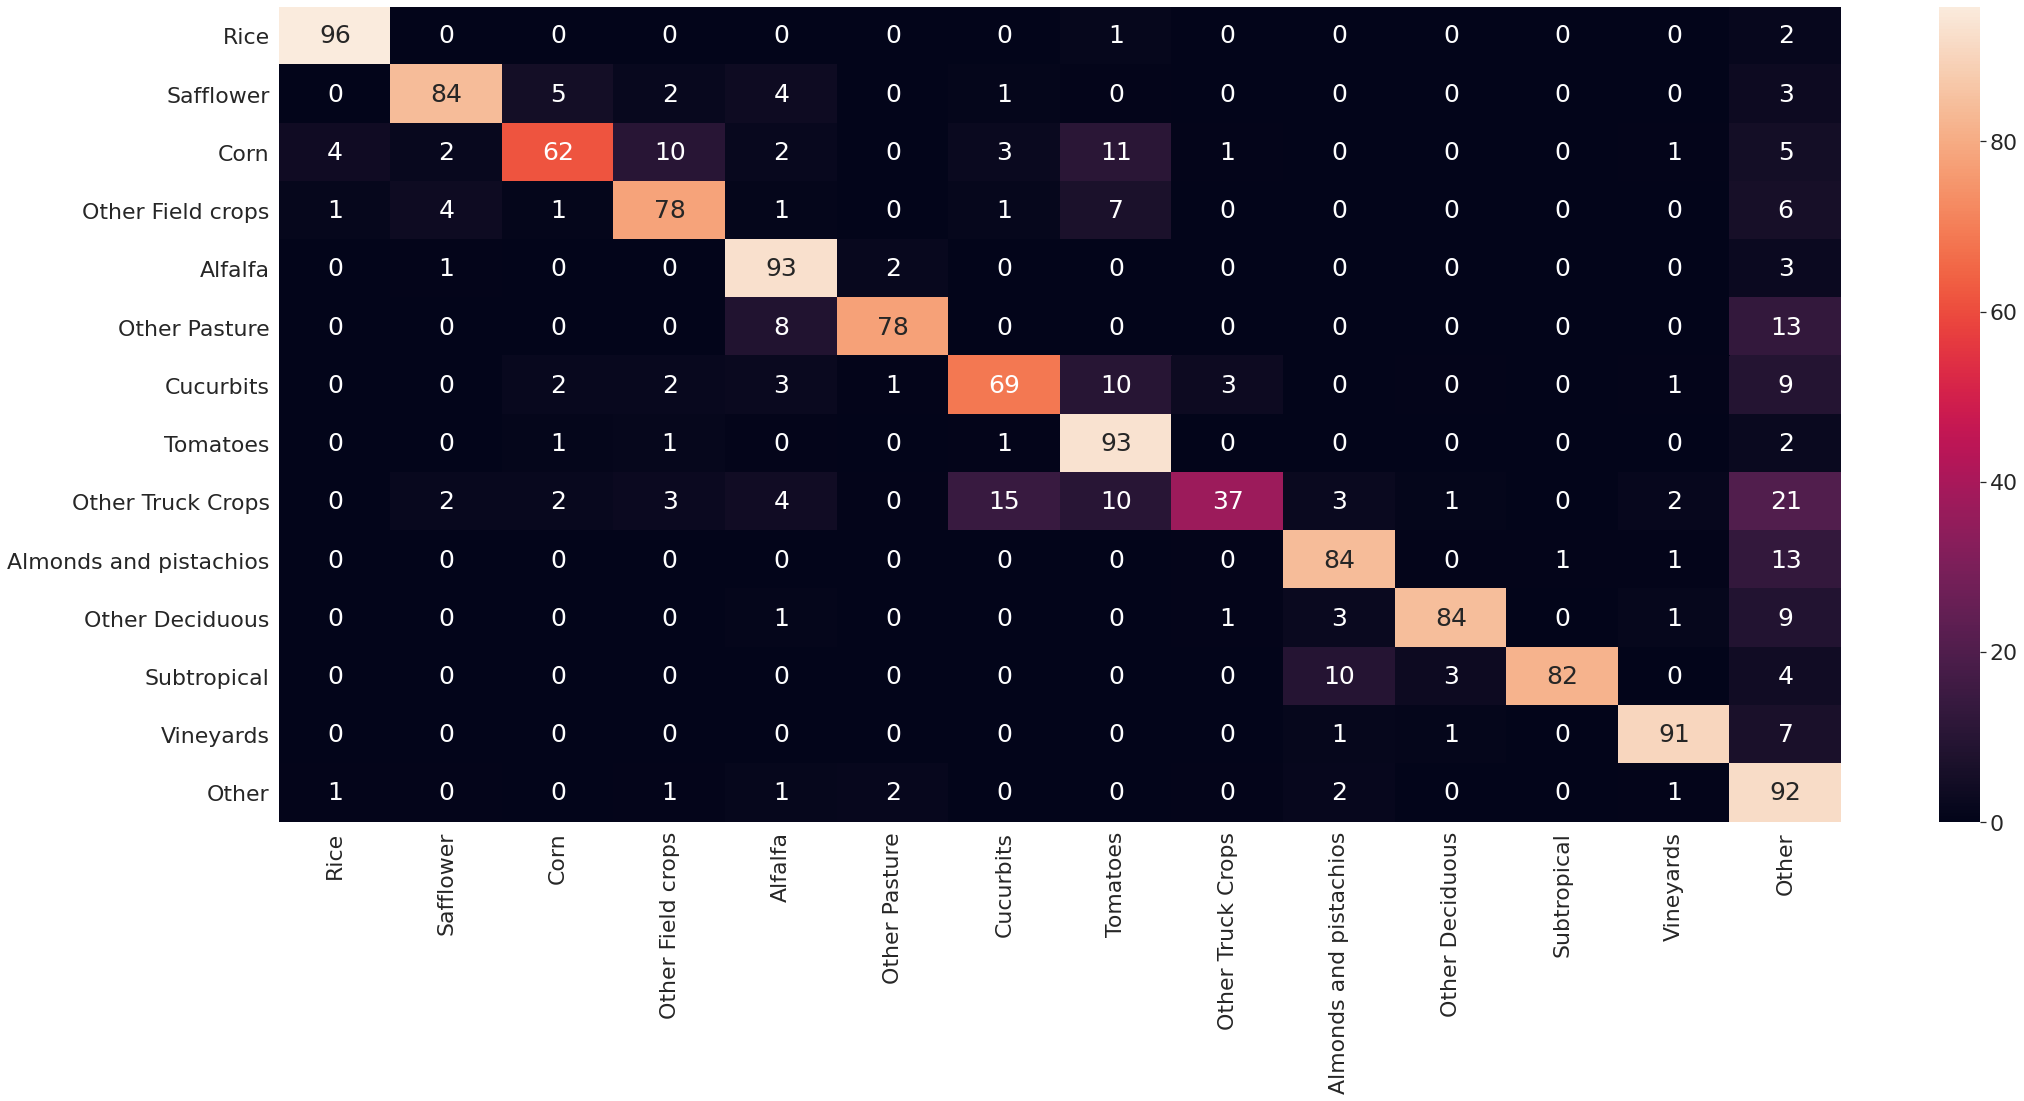 Rice 96 0 0 0 0 0 0 1 0 0 0 0 0 2
Safflower 0 84 5 2 4 0 1 0 0 0 0 0 0 3
Corn 4 2 62 10 2 0 3 11 1 0 0 0 1 5
Other Field crops 1 4 1 78 1 0 1 7 0 0 0 0 0 6
Alfalfa 0 1 0 0 93 2 0 0 0 0 0 0 0 3
Other Pasture 0 0 0 0 8 78 0 0 0 0 0 0 0 13
Cucurbits 0 0 2 2 3 1 69 10 3 0 0 0 1 9
Tomatoes 0 0 1 1 0 0 1 93 0 0 0 0 0 2
Other Truck Crops 0 2 2 3 4 0 15 10 37 3 1 0 2 21
Almonds and pistachios 0 0 0 0 0 0 0 0 0 84 0 1 1 13
Other Deciduous 0 0 0 0 1 0 0 0 1 3 84 0 1 9
Subtropical 0 0 0 0 0 0 0 0 0 10 3 82 0 4
Vineyards 0 0 0 0 0 0 0 0 0 1 1 0 91 7
Other 1 0 0 1 1 2 0 0 0 2 0 0 1 92
Rice
Safflower
Corn
Other Field crops
Alfalfa
Other Pasture
Cucurbits
Tomatoes
Other Truck Crops
Almonds and pistachios
Other Deciduous
Subtropical
Vineyards
Other
80
60
40
20
0